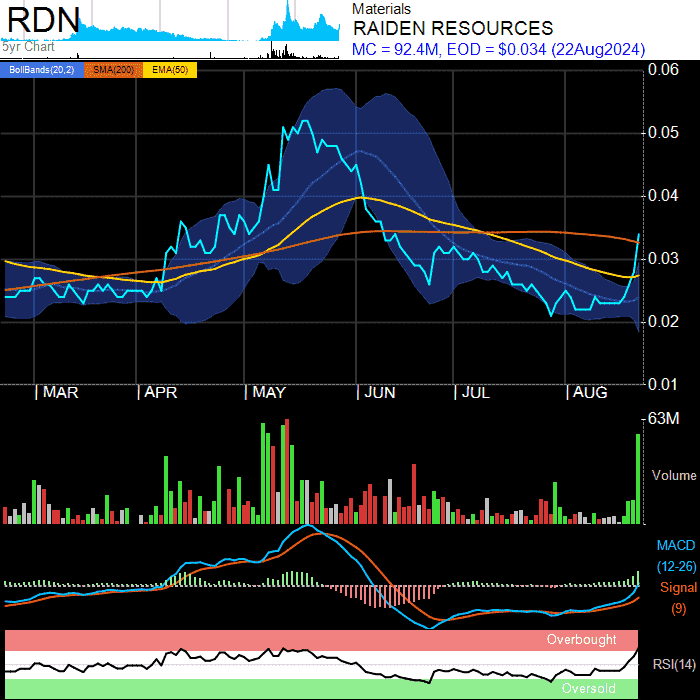 RDN
5yr Chart
Materials
RAIDEN RESOURCES
MC = 92.4M, EOD = $0.034 (22Aug2024)
BollBands(20,2) SMA(200) EMA(50)
0.06
0.05
0.04
0.03
0.02
0.01
MAR APR MAY JUN JUL AUG
63M
Volume
MACD
(12-26)
Signal
(9)
Overbought
RSI(14)
Oversold